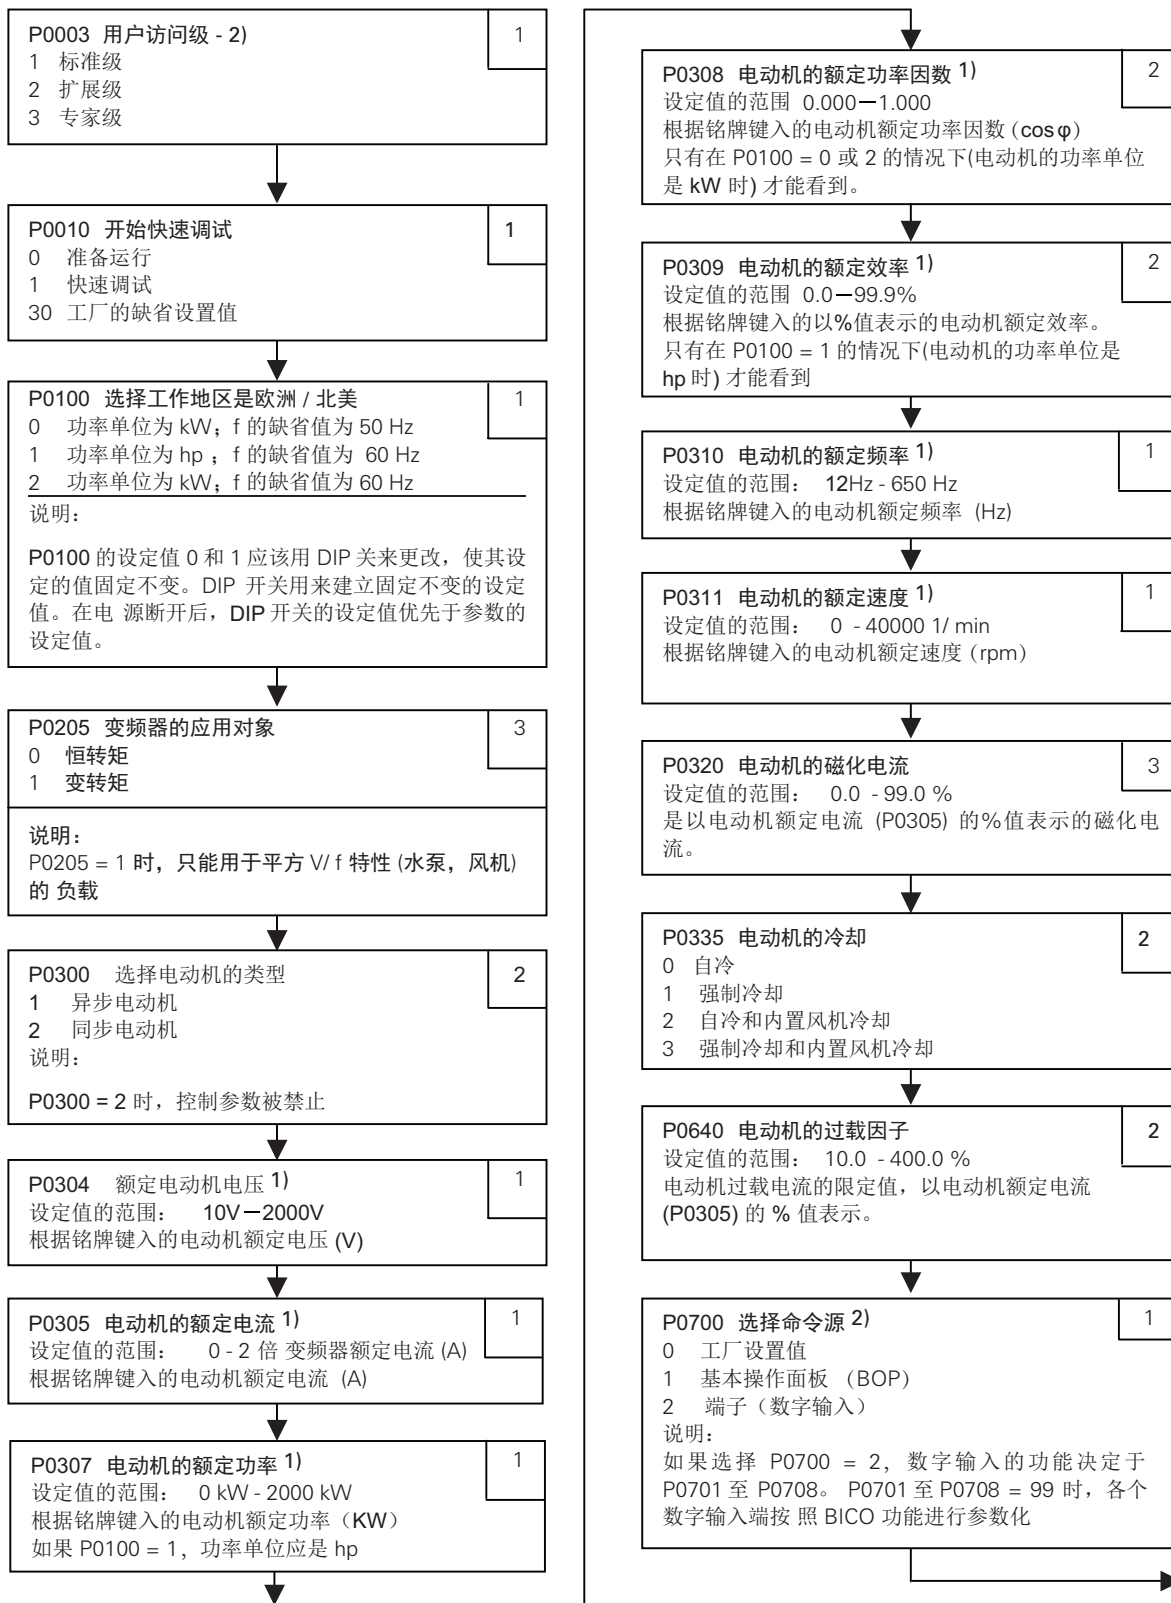 P0003 用户访问级 - 2)
1
1 标准级
2 扩展级
3 专家级
P0010 开始快速调试
1
0 准备运行
1 快速调试
30 工厂的缺省设置值
P0100 选择工作地区是欧洲 / 北美
1
0 功率单位为 kW；f 的缺省值为 50 Hz
1 功率单位为 hp ；f 的缺省值为 60 Hz
2 功率单位为 kW；f 的缺省值为 60 Hz
说明：
P0100 的设定值 0 和 1 应该用 DIP 关来更改，使其设
定的值固定不变。DIP 开关用来建立固定不变的设定
值。在电 源断开后，DIP 开关的设定值优先于参数的
设定值。
P0205 变频器的应用对象
3
0 恒转矩
1 变转矩
说明：
P0205 = 1 时，只能用于平方 V/ f 特性 (水泵，风机)
的 负载
P0300 选择电动机的类型
2
1 异步电动机
2 同步电动机
说明：
P0300 = 2 时，控制参数被禁止
P0304 额定电动机电压 1)
1
设定值的范围： 10V－2000V
根据铭牌键入的电动机额定电压 (V)
P0305 电动机的额定电流 1)
1
设定值的范围： 0 - 2 倍 变频器额定电流 (A)
根据铭牌键入的电动机额定电流 (A)
P0307 电动机的额定功率 1)
1
设定值的范围： 0 kW - 2000 kW
根据铭牌键入的电动机额定功率（KW）
如果 P0100 = 1，功率单位应是 hp
P0308 电动机的额定功率因数 1)
2
设定值的范围 0.000－1.000
根据铭牌键入的电动机额定功率因数 (cosφ)
只有在 P0100 = 0 或 2 的情况下(电动机的功率单位
是 kW 时) 才能看到。
P0309 电动机的额定效率 1)
2
设定值的范围 0.0－99.9%
根据铭牌键入的以%值表示的电动机额定效率。
只有在 P0100 = 1 的情况下(电动机的功率单位是
hp 时) 才能看到
P0310 电动机的额定频率 1)
1
设定值的范围： 12Hz - 650 Hz
根据铭牌键入的电动机额定频率 (Hz)
P0311 电动机的额定速度 1)
1
设定值的范围： 0 - 40000 1/ min
根据铭牌键入的电动机额定速度（rpm）
P0320 电动机的磁化电流
3
设定值的范围： 0.0 - 99.0 %
是以电动机额定电流 (P0305) 的%值表示的磁化电
流。
P0335 电动机的冷却
2
0 自冷
1 强制冷却
2 自冷和内置风机冷却
3 强制冷却和内置风机冷却
P0640 电动机的过载因子
2
设定值的范围： 10.0 - 400.0 %
电动机过载电流的限定值，以电动机额定电流
(P0305) 的 % 值表示。
P0700 选择命令源 2)
1
0 工厂设置值
1 基本操作面板 （BOP）
2 端子（数字输入）
说明：
如果选择 P0700 = 2，数字输入的功能决定于
P0701 至 P0708。 P0701 至 P0708 = 99 时，各个
数字输入端按 照 BICO 功能进行参数化